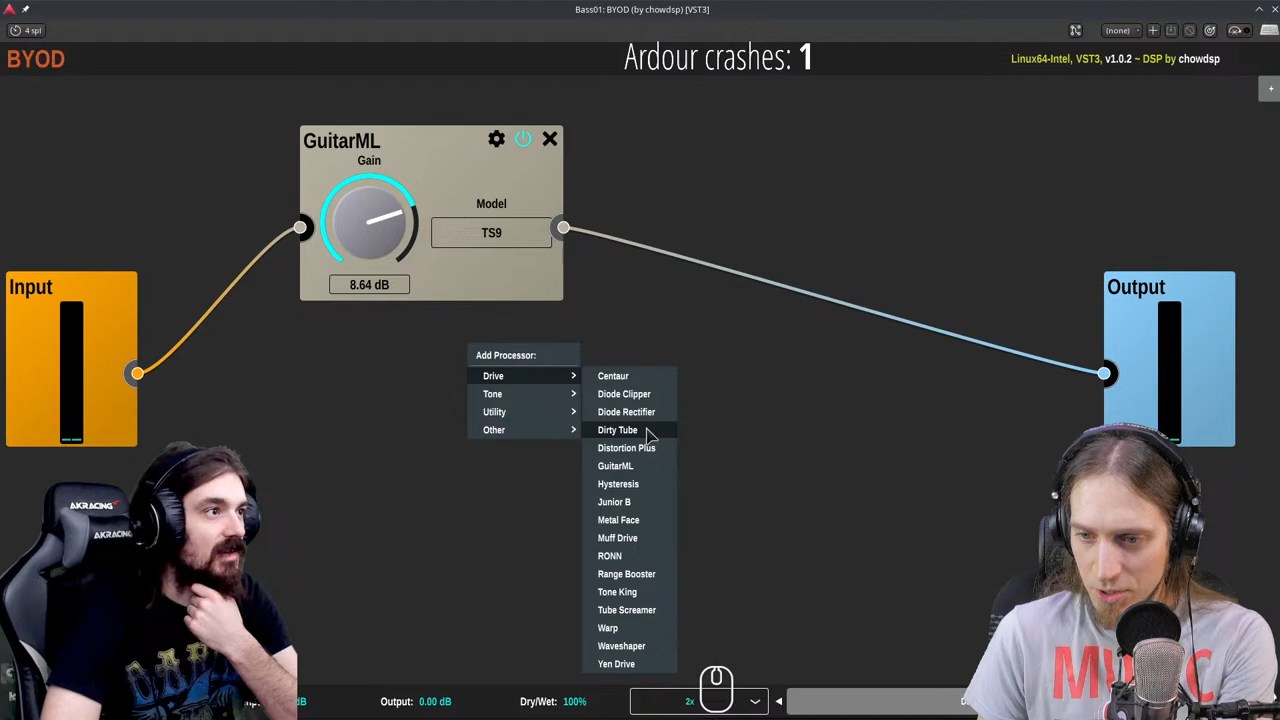 Bass01: BYOD (by chowdsp) [VST3]
4 spl
(none)
BYOD
Ardour crashes: 1
Linux64-Intel, VST3, v1.0.2 ~ DSP by chowdsp
+
GuitarML
Gain
Model
TS9
8.64 dB
Input
Output
Add Processor:
Drive
Tone
Utility
Other
Centaur
Diode Clipper
Diode Rectifier
Dirty Tube
Distortion Plus
GuitarML
Hysteresis
Junior B
Metal Face
Muff Drive
RONN
Range Booster
Tone King
Tube Screamer
Warp
Waveshaper
Yen Drive
AKRACING
AKRACING
dB
Output: 0.00 dB
Dry/Wet: 100%
2x